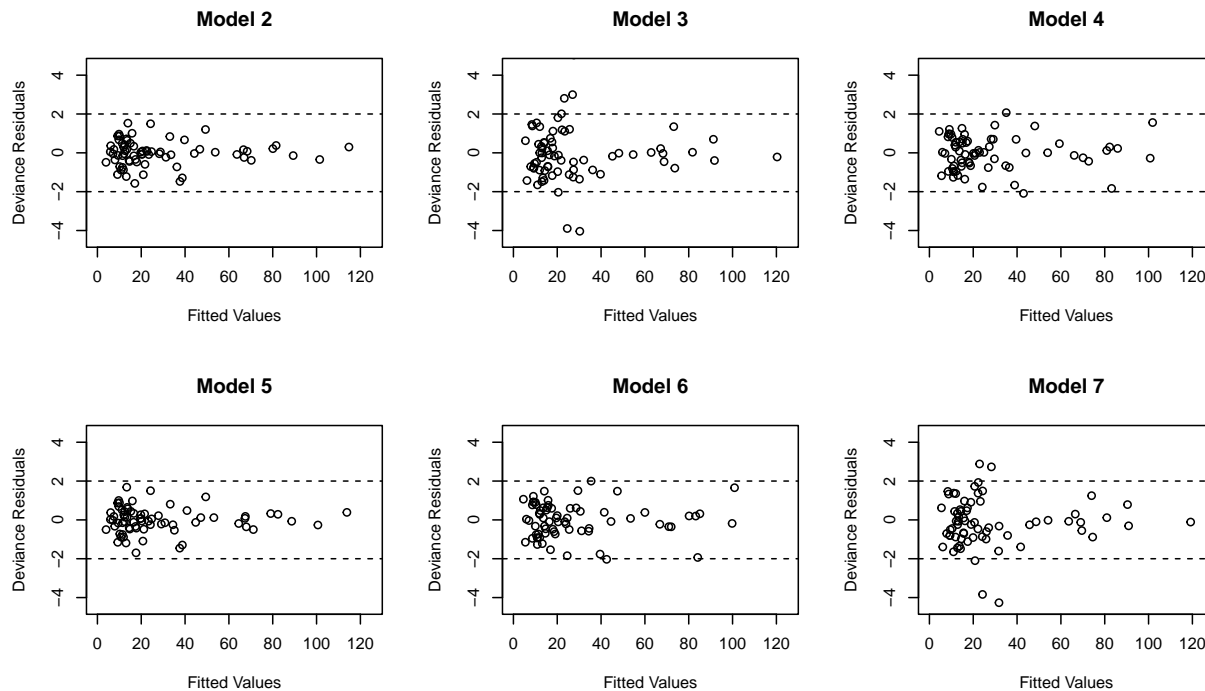 Model 2
Deviance Residuals
4
2
0
−2
−4
0 20 40 60 80 100 120
Fitted Values
Model 3
Deviance Residuals
4
2
0
−2
−4
0 20 40 60 80 100 120
Fitted Values
Model 4
Deviance Residuals
4
2
0
−2
−4
0 20 40 60 80 100 120
Fitted Values
Model 5
Deviance Residuals
4
2
0
−2
−4
0 20 40 60 80 100 120
Fitted Values
Model 6
Deviance Residuals
4
2
0
−2
−4
0 20 40 60 80 100 120
Fitted Values
Model 7
Deviance Residuals
4
2
0
−2
−4
0 20 40 60 80 100 120
Fitted Values